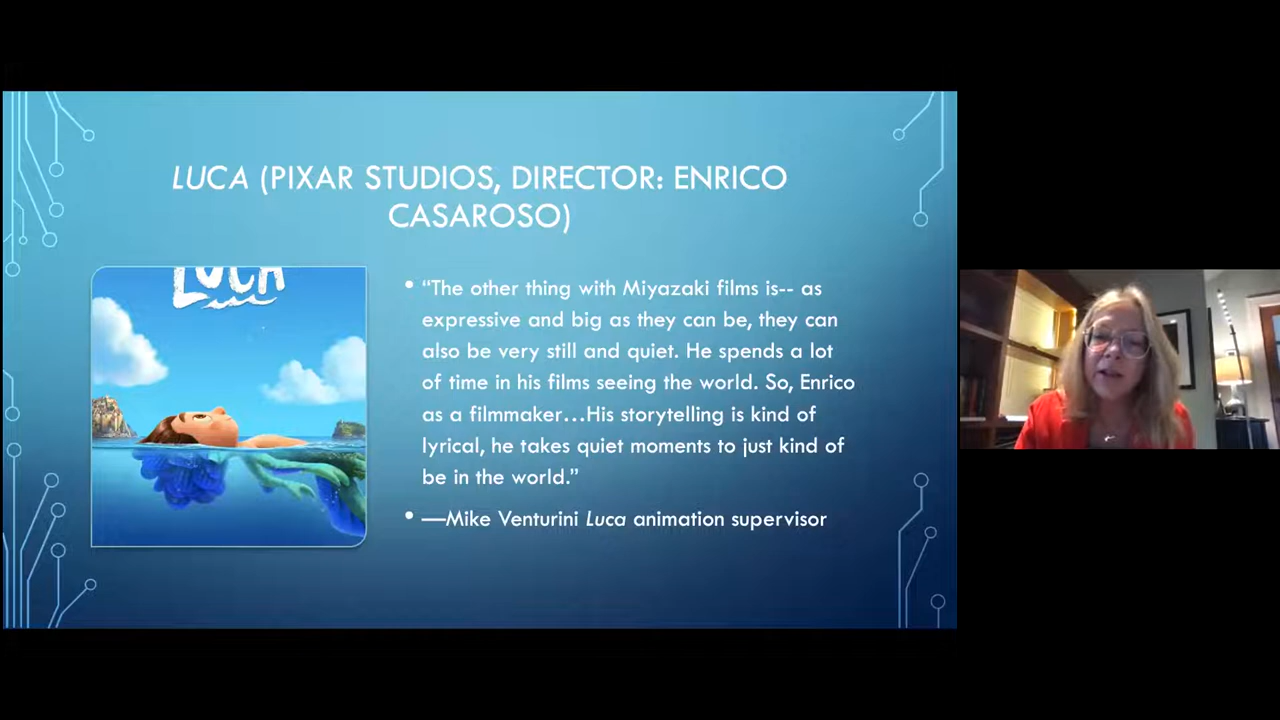 LUCA (PIXAR STUDIOS, DIRECTOR: ENRICO
CASAROSO)
LUCA
• “The other thing with Miyazaki films is-- as
expressive and big as they can be, they can
also be very still and quiet. He spends a lot
of time in his films seeing the world. So, Enrico
as a filmmaker…His storytelling is kind of
lyrical, he takes quiet moments to just kind of
be in the world.”
• —Mike Venturini Luca animation supervisor